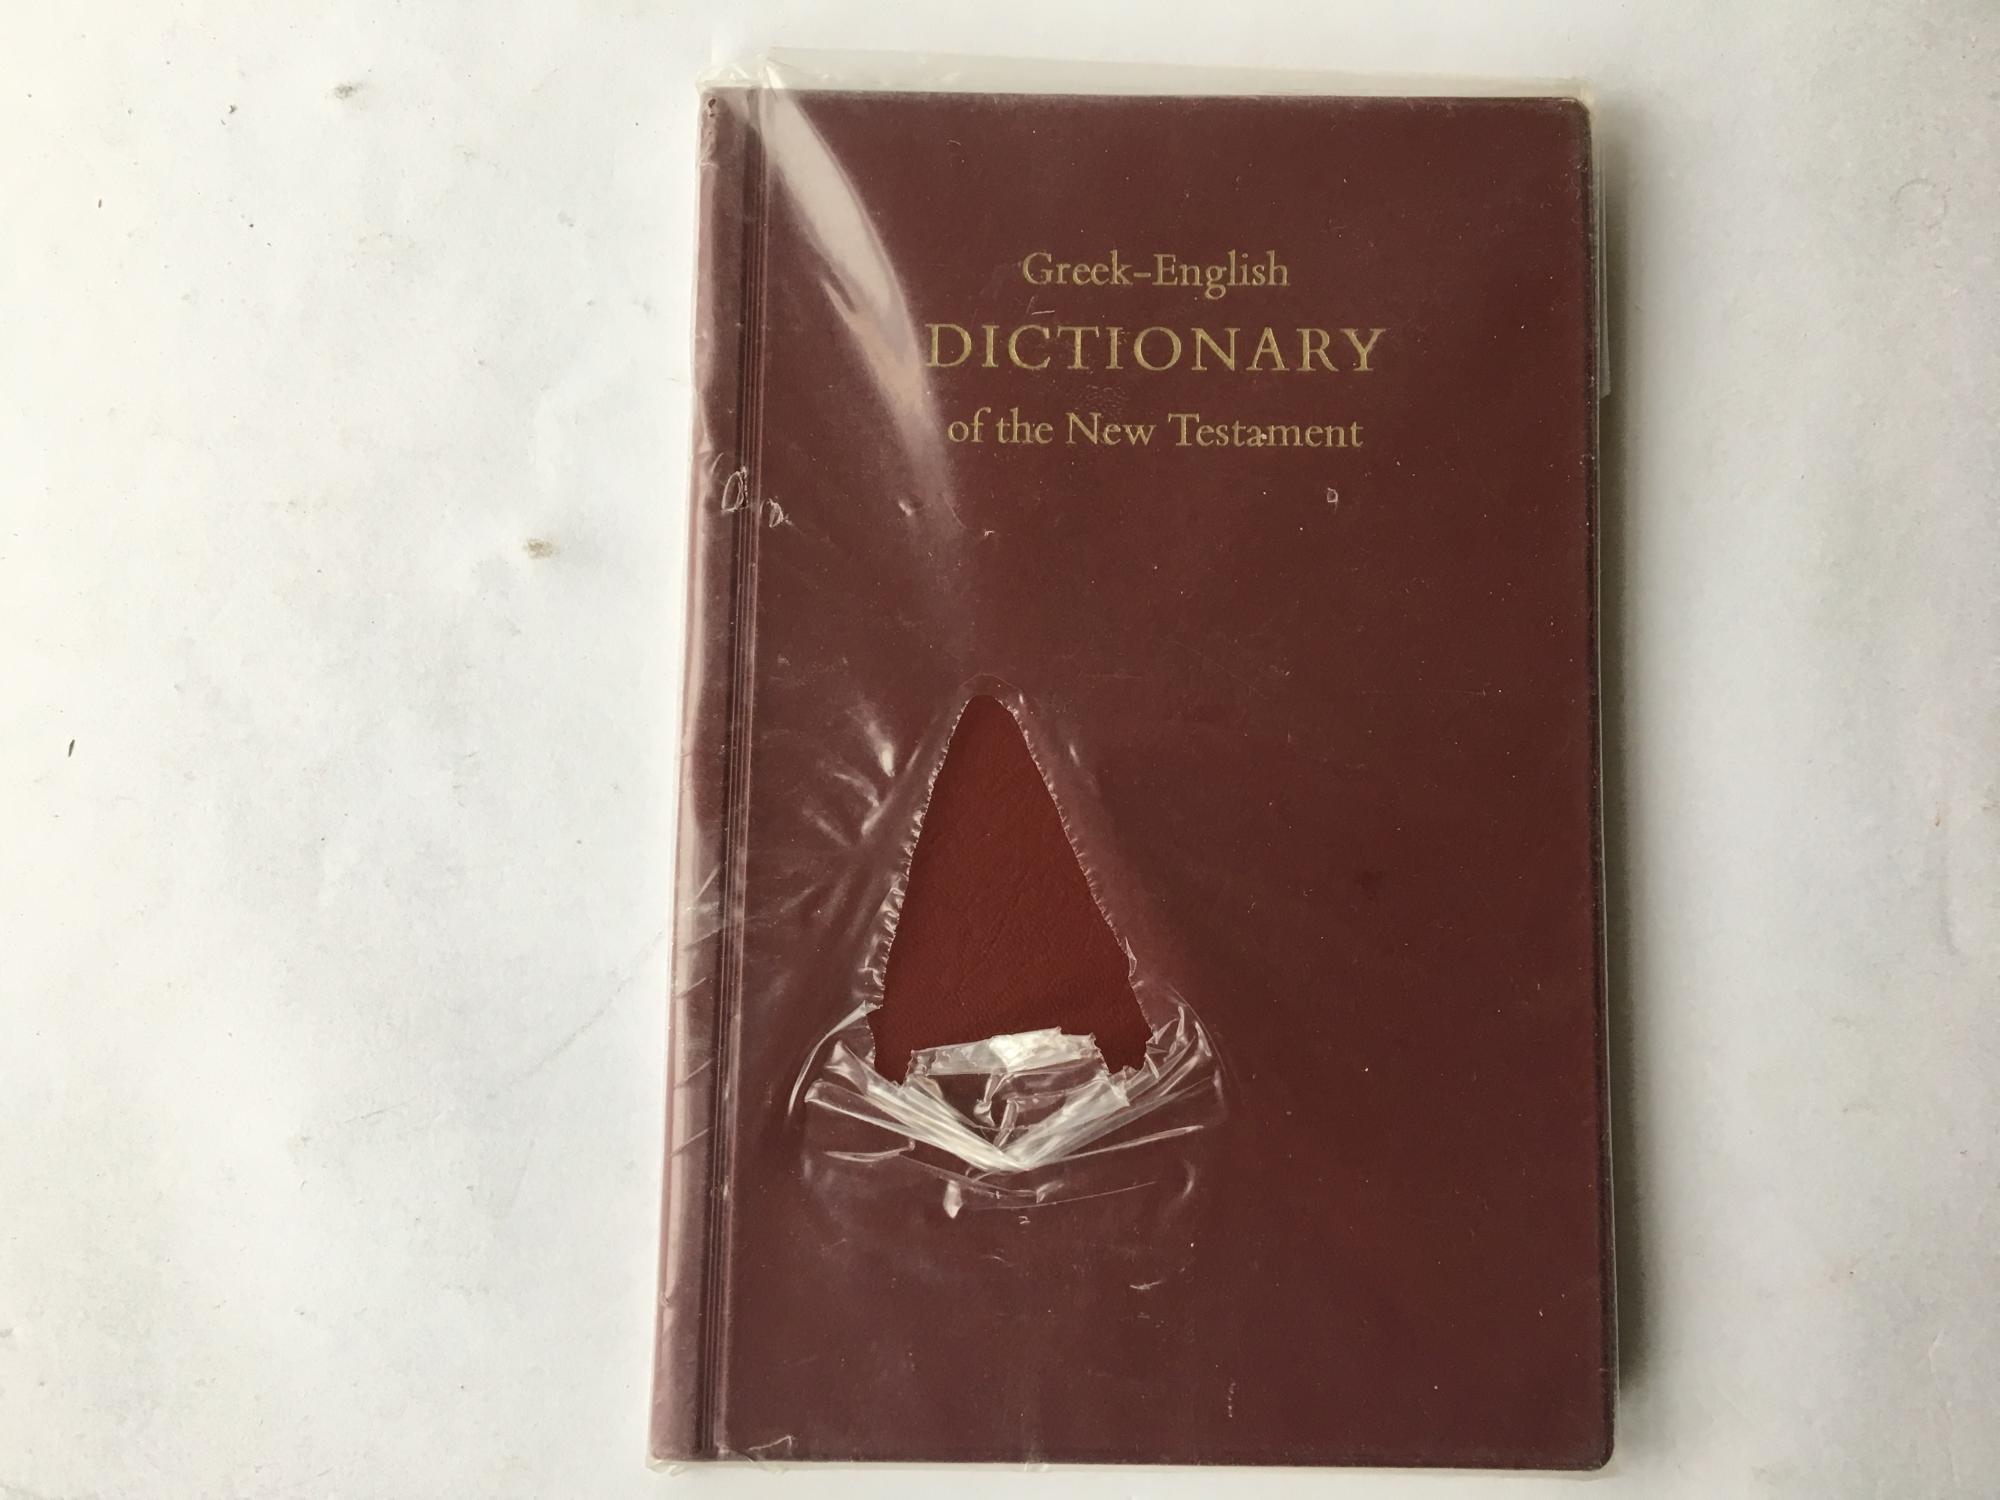 Greek-English
DICTIONARY
of the New Testament